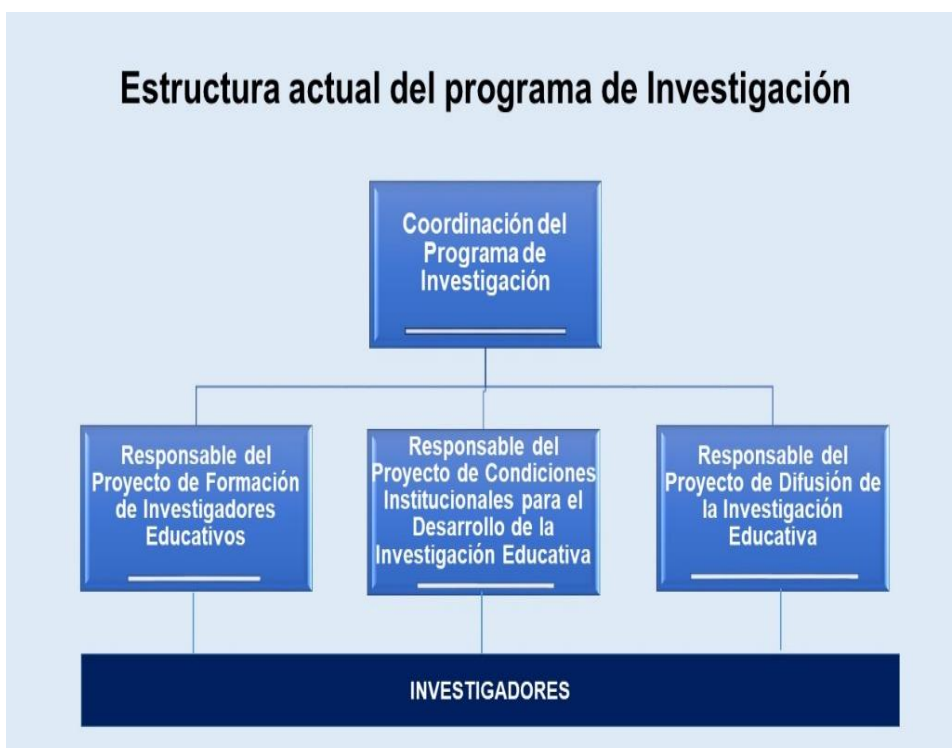 Estructura actual del programa de Investigación
Coordinación del
Programa de
Investigación
Responsable del
Proyecto de Formación
de Investigadores
Educativos
Responsable del
Proyecto de Condiciones
Institucionales para el
Desarrollo de la
Investigación Educativa
Responsable del
Proyecto de Difusión de
la Investigación
Educativa
INVESTIGADORES